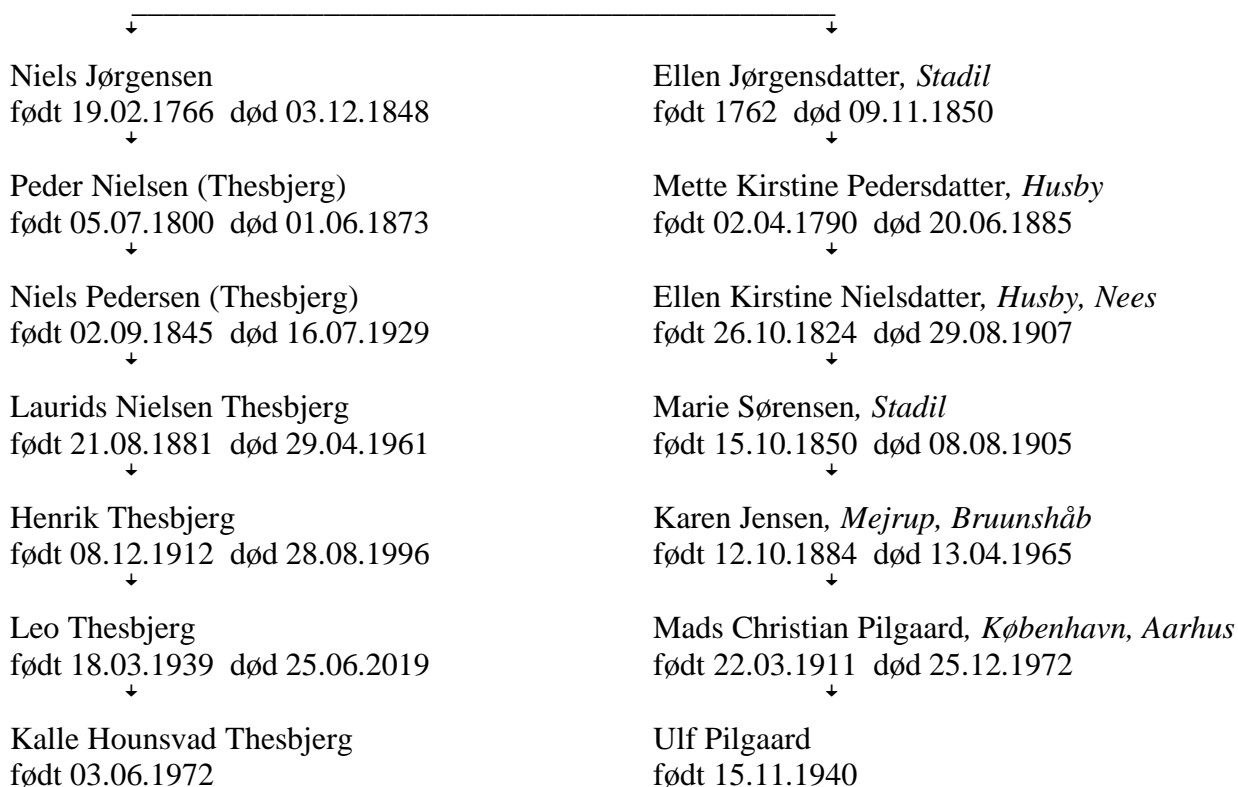 Niels Jørgensen
født 19.02.1766 død 03.12.1848
Peder Nielsen (Thesbjerg)
født 05.07.1800 død 01.06.1873
Niels Pedersen (Thesbjerg)
født 02.09.1845 død 16.07.1929
Laurids Nielsen Thesbjerg
født 21.08.1881 død 29.04.1961
Henrik Thesbjerg
født 08.12.1912 død 28.08.1996
Leo Thesbjerg
født 18.03.1939 død 25.06.2019
Kalle Hounsvad Thesbjerg
født 03.06.1972
Ellen Jørgensdatter, Stadil
født 1762 død 09.11.1850
Mette Kirstine Pedersdatter, Husby
født 02.04.1790 død 20.06.1885
Ellen Kirstine Nielsdatter, Husby, Nees
født 26.10.1824 død 29.08.1907
Marie Sørensen, Stadil
født 15.10.1850 død 08.08.1905
Karen Jensen, Mejrup, Bruunshåb
født 12.10.1884 død 13.04.1965
Mads Christian Pilgaard, København, Aarhus
født 22.03.1911 død 25.12.1972
Ulf Pilgaard
født 15.11.1940